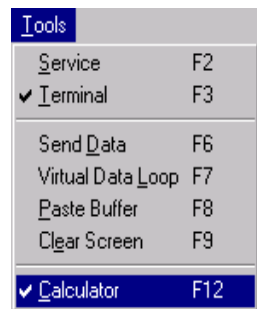 Tools
Service F2
✓ Terminal F3
Send Data F6
Virtual Data Loop F7
Paste Buffer F8
Clear Screen F9
✓ Calculator F12